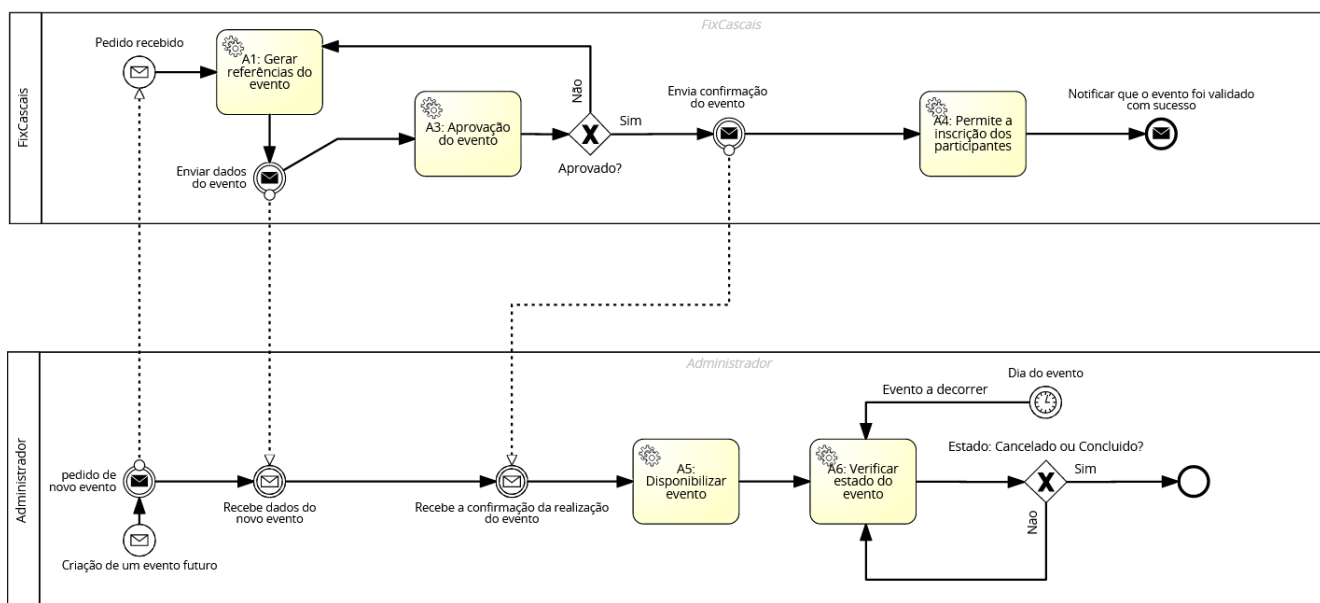 FixCascais
FixCascais
Pedido recebido
A1: Gerar
referências do
evento
Enviar dados
do evento
A3: Aprovação
do evento
Não
Sim
Aprovado?
Envia confirmação
do evento
A4: Permite a
inscrição dos
participantes
Notificar que o evento foi validado
com sucesso
Administrador
Administrador
pedido de
novo evento
Criação de um evento futuro
Recebe dados do
novo evento
Recebe a confirmação da realização
do evento
A5:
Disponibilizar
evento
Evento a decorrer
Dia do evento
A6: Verificar
estado do
evento
Estado: Cancelado ou Concluido?
Sim
Nao